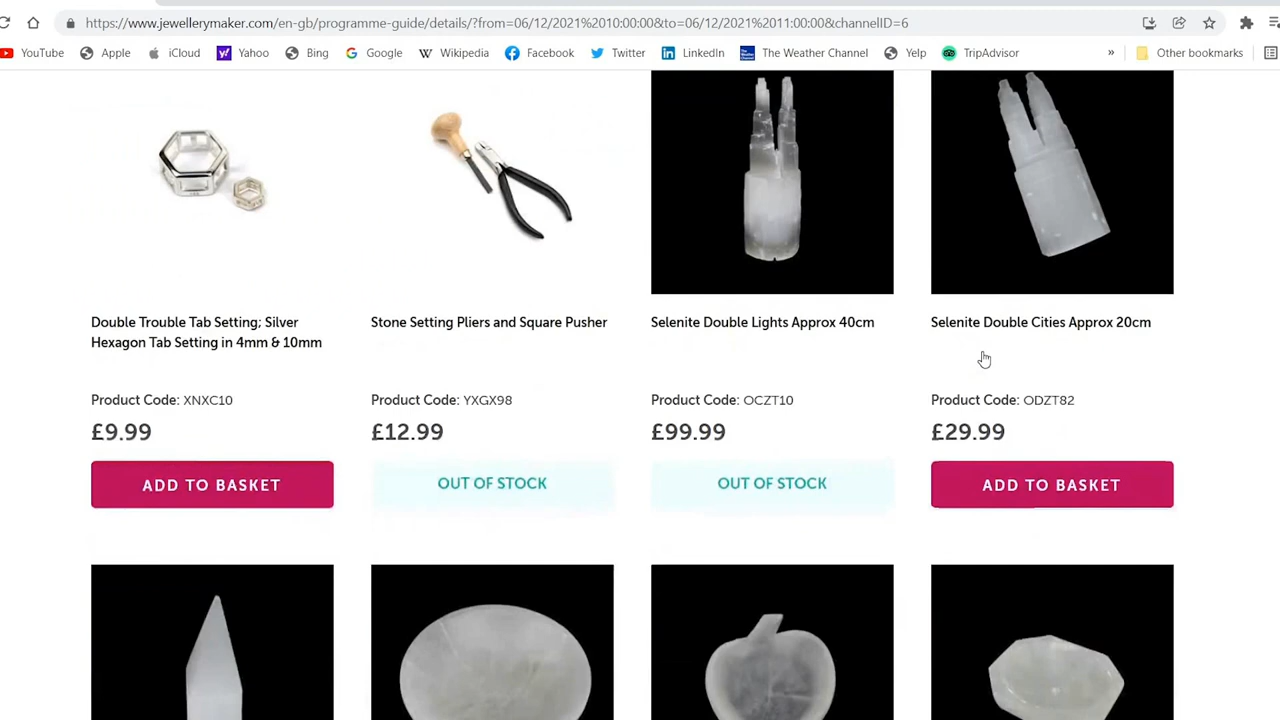 https://www.jewellerymaker.com/en-gb/programme-guide/details/?from=06/12/2021%2010:00:00&to=06/12/2021%2011:00:00&channelID=6
YouTube Apple iCloud Yahoo Bing Google Wikipedia Facebook Twitter LinkedIn The Weather Channel Yelp TripAdvisor » Other bookmarks
Double Trouble Tab Setting; Silver
Hexagon Tab Setting in 4mm & 10mm
Product Code: XNXC10
£9.99
ADD TO BASKET
Stone Setting Pliers and Square Pusher
Product Code: YXGX98
£12.99
OUT OF STOCK
Selenite Double Lights Approx 40cm
Product Code: OCZT10
£99.99
OUT OF STOCK
Selenite Double Cities Approx 20cm
Product Code: ODZT82
£29.99
ADD TO BASKET